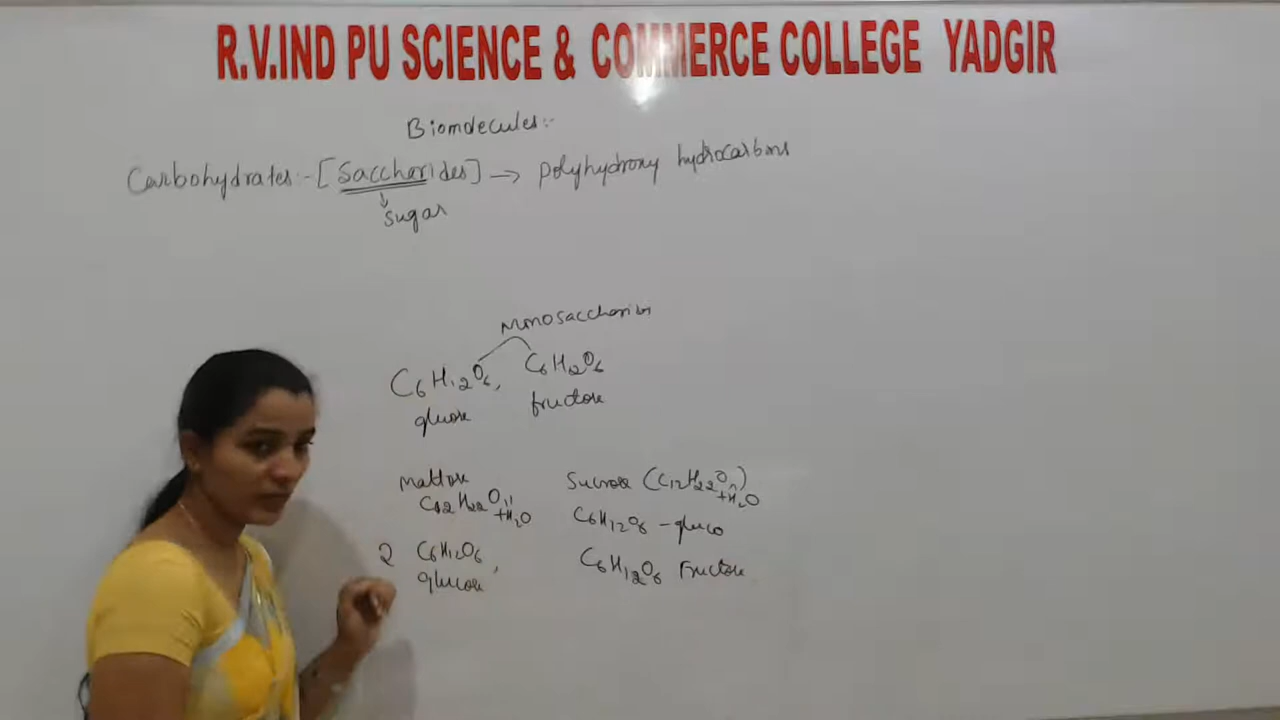 R.V.IND PU SCIENCE & COMMERCE COLLEGE YADGIR
Biomolecules:-
Carbohydrates:- [Saccharides] → polyhydroxy hydrocarbons
↓
sugar
Monosaccharides
C6H12O6, C6H12O6
glucose fructose
maltose Sucrose (C12H22O11)
C12H22O11 +H2O
+H2O C6H12O6 - gluco
2 C6H12O6, C6H12O6 Fructose
glucose